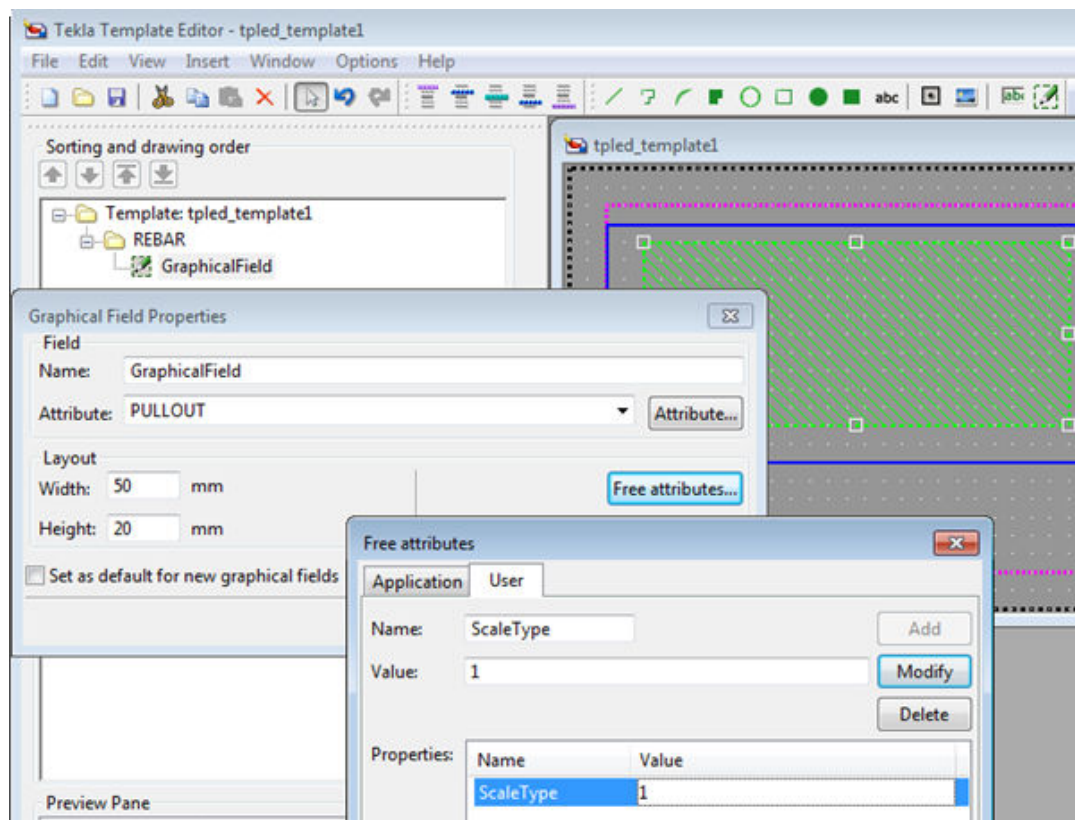 Tekla Template Editor - tpled_template1
File Edit View Insert Window Options Help
abc
abc
Sorting and drawing order
tpled_template1
Template: tpled_template1
REBAR
GraphicalField
Graphical Field Properties
Field
Name: GraphicalField
Attribute: PULLOUT Attribute...
Layout
Width: 50 mm Free attributes...
Height: 20 mm
Set as default for new graphical fields
Free attributes
Application User
Name: ScaleType Add
Value: 1 Modify
Delete
Properties: Name Value
ScaleType 1
Preview Pane